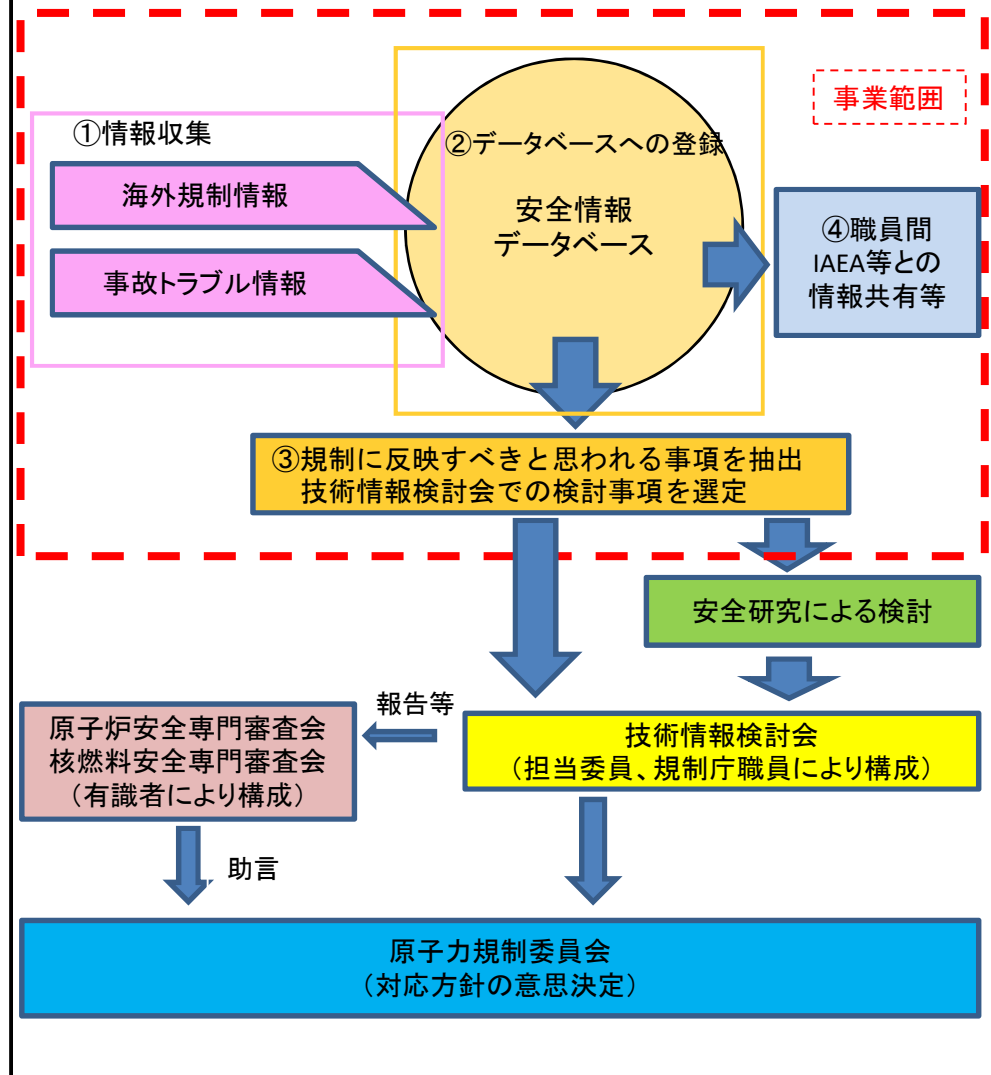 事業範囲
①情報収集
海外規制情報
事故トラブル情報
②データベースへの登録
安全情報
データベース
④職員間
IAEA等との
情報共有等
③規制に反映すべきと思われる事項を抽出
技術情報検討会での検討事項を選定
安全研究による検討
報告等
原子炉安全専門審査会
核燃料安全専門審査会
（有識者により構成）
技術情報検討会
（担当委員、規制庁職員により構成）
助言
原子力規制委員会
（対応方針の意思決定）